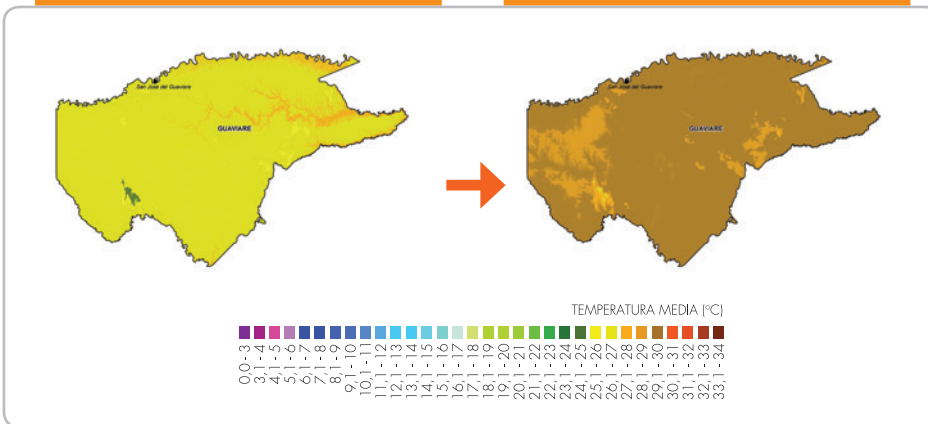 San José del Guaviare
GUAVIARE
San José del Guaviare
GUAVIARE
TEMPERATURA MEDIA (°C)
0,0 - 3
3,1 - 4
4,1 - 5
5,1 - 6
6,1 - 7
7,1 - 8
8,1 - 9
9,1 - 10
10,1 - 11
11,1 - 12
12,1 - 13
13,1 - 14
14,1 - 15
15,1 - 16
16,1 - 17
17,1 - 18
18,1 - 19
19,1 - 20
20,1 - 21
21,1 - 22
22,1 - 23
23,1 - 24
24,1 - 25
25,1 - 26
26,1 - 27
27,1 - 28
28,1 - 29
29,1 - 30
30,1 - 31
31,1 - 32
32,1 - 33
33,1 - 34